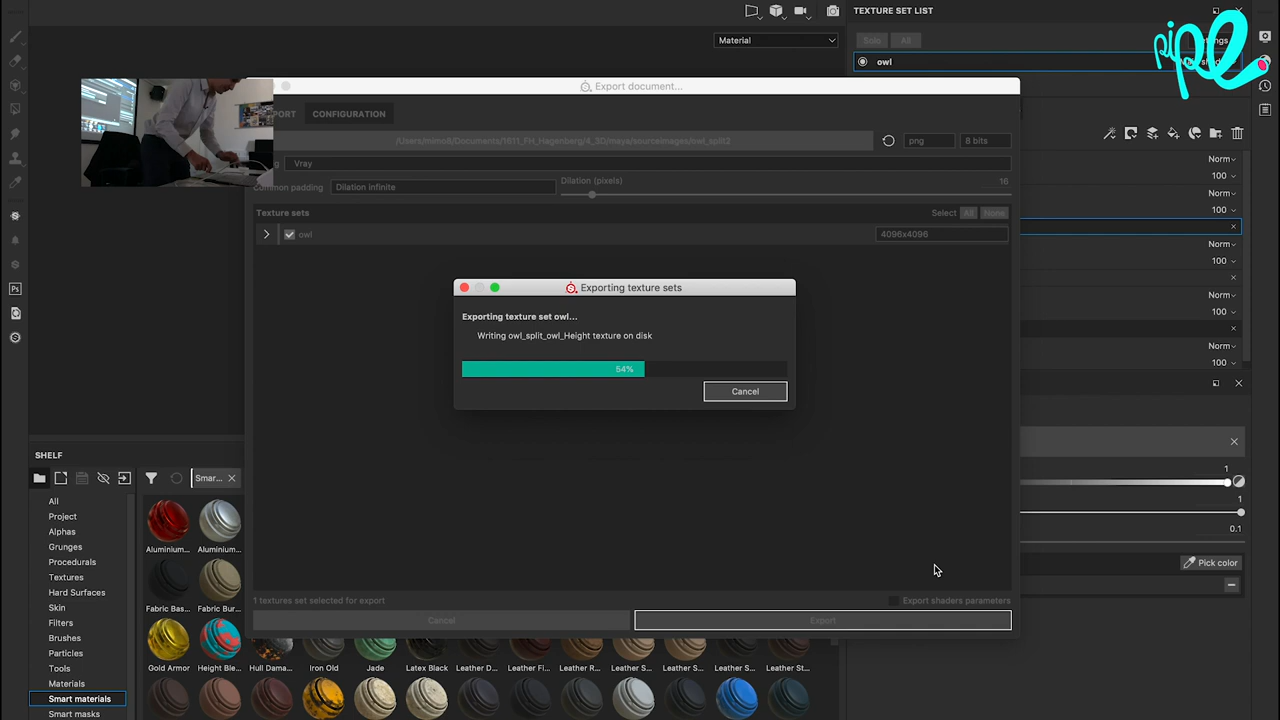 TEXTURE SET LIST
pipe
Material
Solo
All
Settings
owl
Export document...
CONFIGURATION
/Users/mimoli/Documents/1611_FH_Hagenberg/4_3D/maya/sourceimages/owl_split2
png
8 bits
Vray
Common padding
Dilation infinite
Dilation (pixels)
16
Texture sets
Select
All
None
owl
4096x4096
Norm
100
Norm
100
Norm
100
Norm
100
Norm
100
Exporting texture sets
Exporting texture set owl...
Writing owl_split_owl_Height texture on disk
54%
Cancel
1
1
0.1
Pick color
1 textures set selected for export
Export shaders parameters
Cancel
Export
Ps
SHELF
Smar...
All
Project
Alphas
Grunges
Procedurals
Textures
Hard Surfaces
Skin
Filters
Brushes
Particles
Tools
Materials
Smart materials
Smart masks
Aluminium...
Aluminium...
Fabric Bas...
Fabric Bur...
Gold Armor
Height Ble...
Hull Dama...
Iron Old
Jade
Latex Black
Leather D...
Leather Fi...
Leather R...
Leather S...
Leather S...
Leather S...
Leather St...